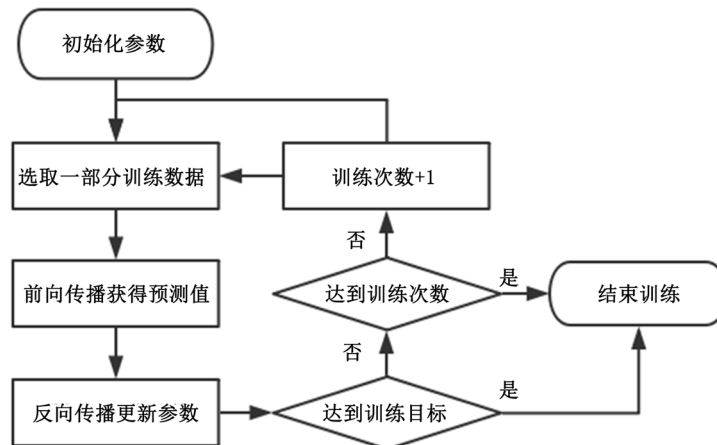 初始化参数
选取一部分训练数据
训练次数+1
否
前向传播获得预测值
达到训练次数
是
结束训练
否
反向传播更新参数
达到训练目标
是